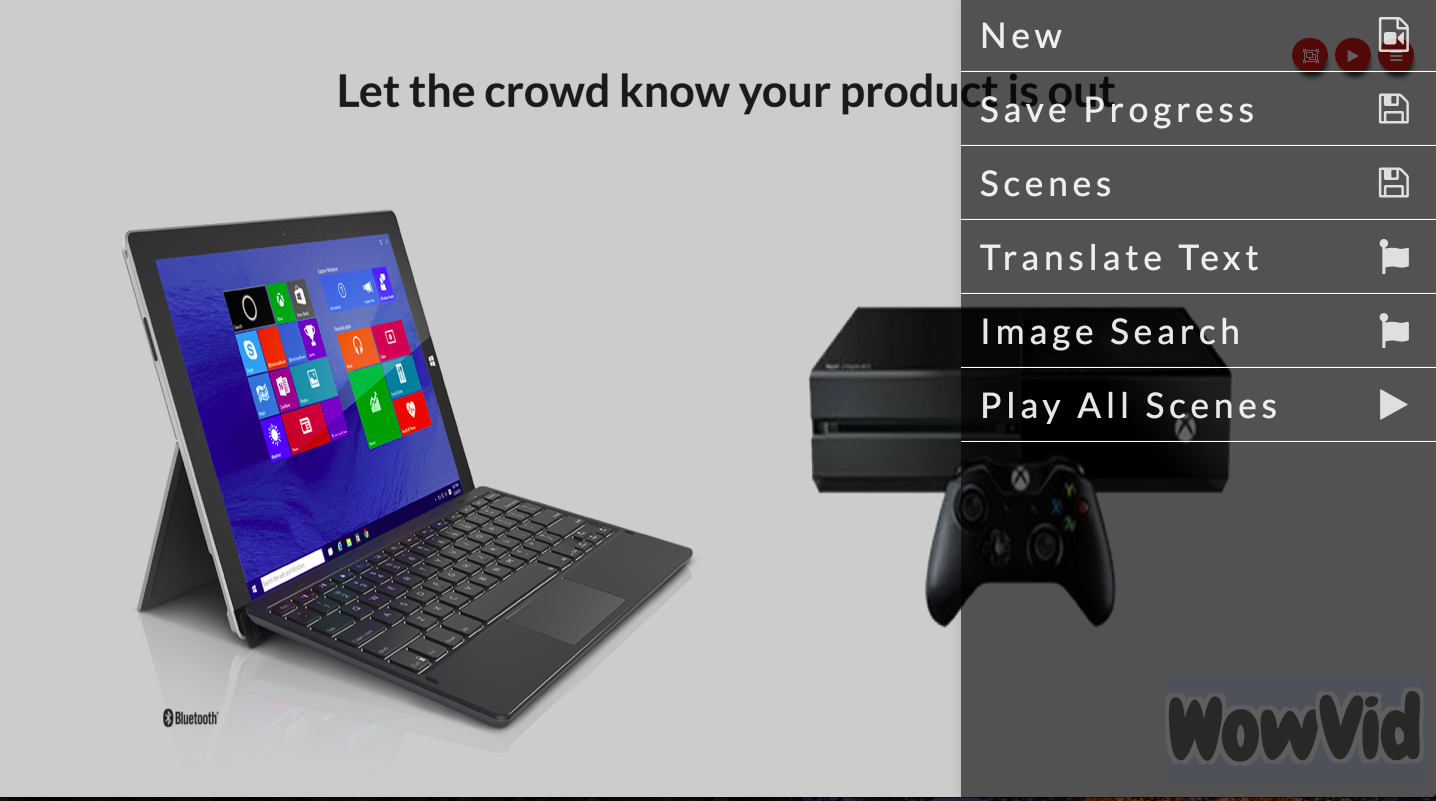 New
Let the crowd know your product is out
Save Progress
Scenes
Translate Text
Image Search
Play All Scenes
Bluetooth
WowVid